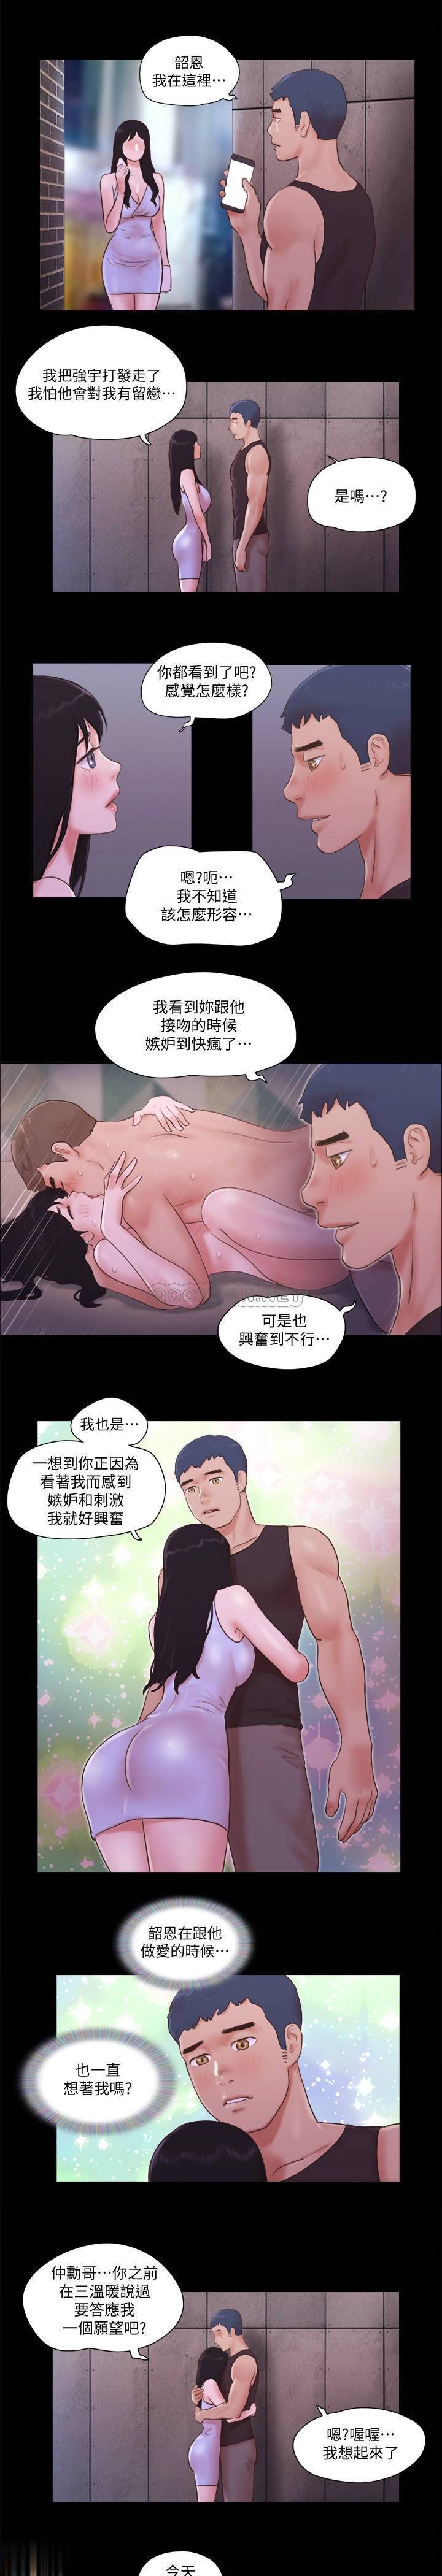 韶恩
我在這裡…
我把強宇打發走了
我怕他會對我有留戀…
是嗎…?
你都看到了吧?
感覺怎麼樣?
嗯?呃…
我不知道
該怎麼形容…
我看到妳跟他
接吻的時候
嫉妒到快瘋了…
可是也
興奮到不行…
我也是…
一想到你正因為
看著我而感到
嫉妒和刺激
我就好興奮
韶恩在跟他
做愛的時候…
也一直
想著我嗎?
仲勳哥…你之前
在三溫暖說過
要答應我
一個願望吧?
嗯?喔喔…
我想起來了
今天